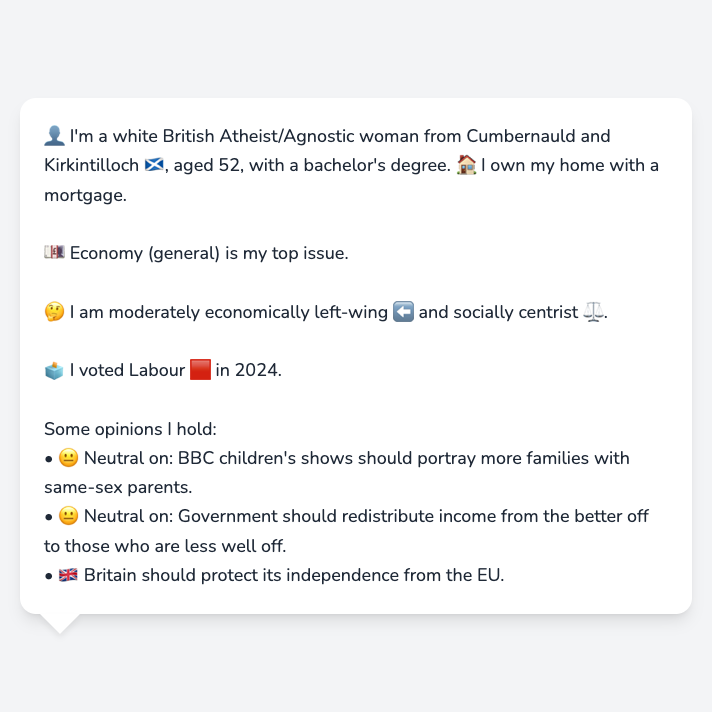 👤 I'm a white British Atheist/Agnostic woman from Cumbernauld and
Kirkintilloch 🏴󠁧󠁢󠁳󠁣󠁴󠁿, aged 52, with a bachelor's degree. 🏠 I own my home with a
mortgage.
💷 Economy (general) is my top issue.
🤔 I am moderately economically left-wing ⬅️ and socially centrist ⚖️.
🗳️ I voted Labour 🟥 in 2024.
Some opinions I hold:
• 😐 Neutral on: BBC children's shows should portray more families with
same-sex parents.
• 😐 Neutral on: Government should redistribute income from the better off
to those who are less well off.
• 🇬🇧 Britain should protect its independence from the EU.